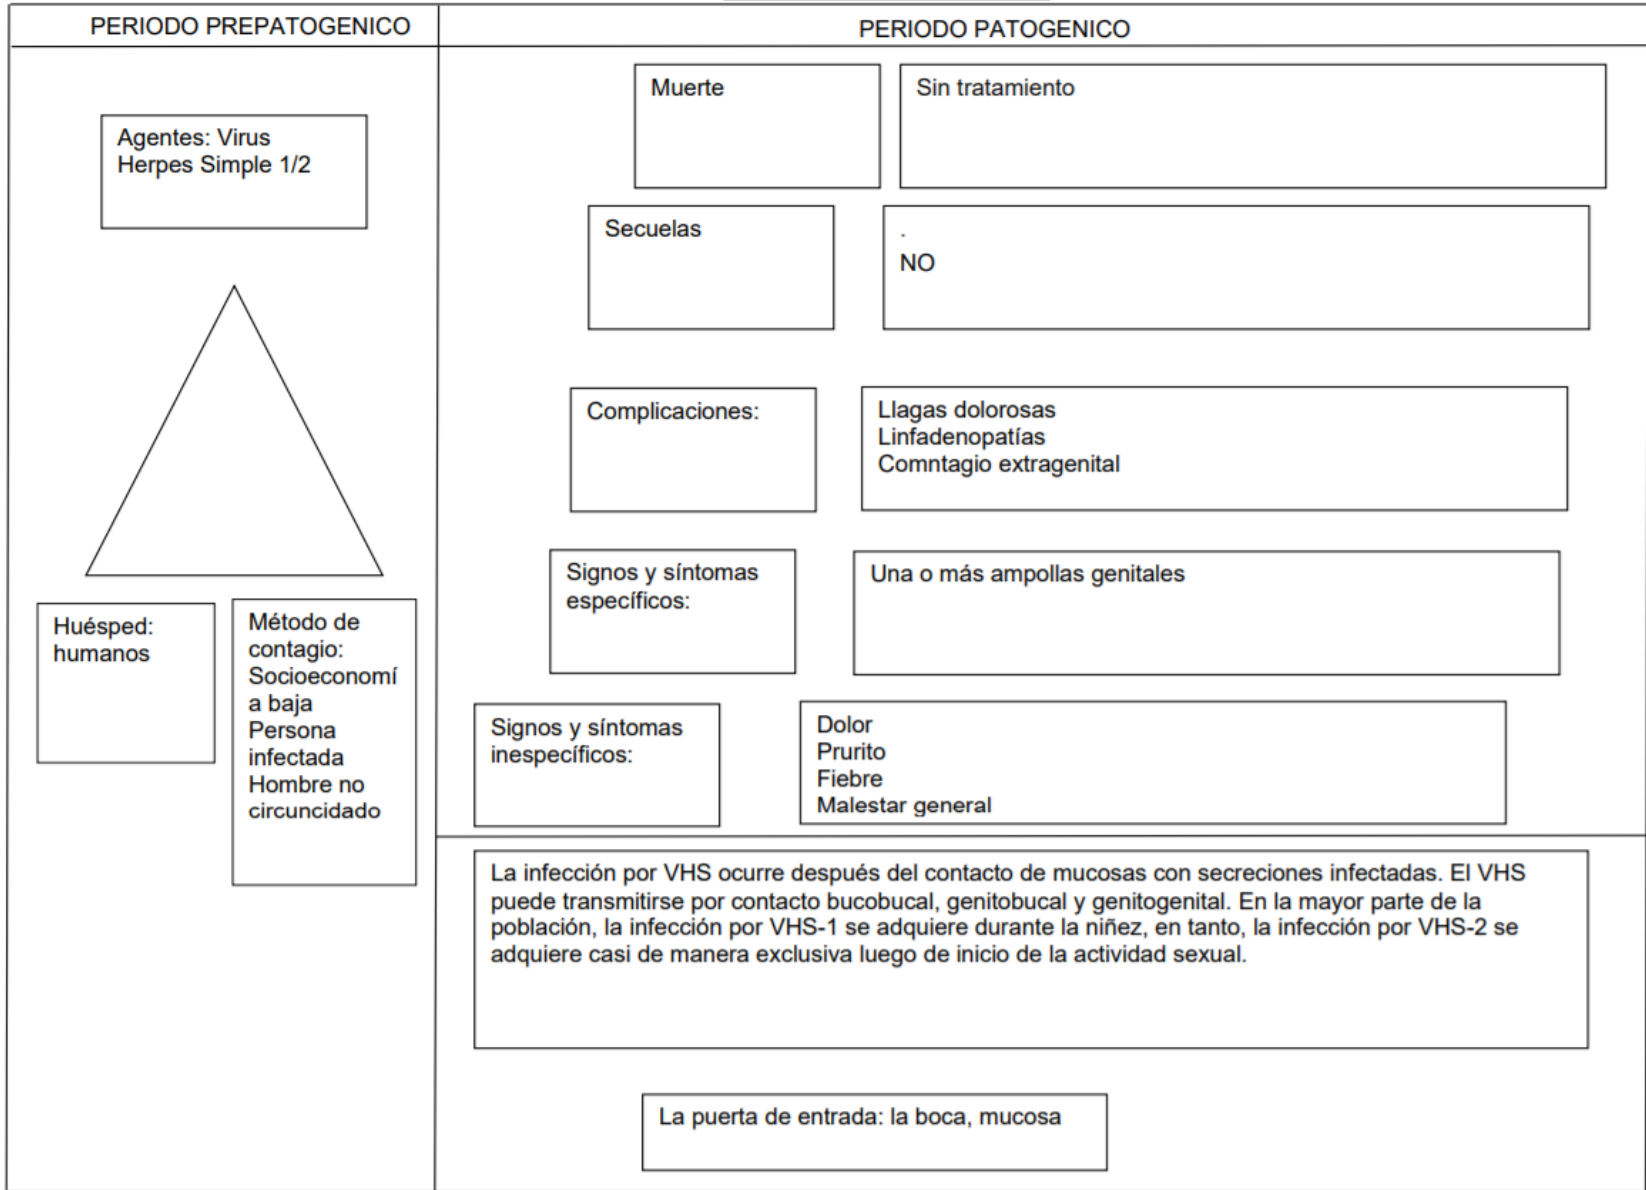 PERIODO PREPATOGENICO
PERIODO PATOGENICO
Agentes: Virus
Herpes Simple 1/2
Huésped:
humanos
Método de
contagio:
Socioeconomí
a baja
Persona
infectada
Hombre no
circuncidado
Muerte
Sin tratamiento
Secuelas
.
NO
Complicaciones:
Llagas dolorosas
Linfadenopatías
Comntagio extragenital
Signos y síntomas
específicos:
Una o más ampollas genitales
Signos y síntomas
inespecíficos:
Dolor
Prurito
Fiebre
Malestar general
La infección por VHS ocurre después del contacto de mucosas con secreciones infectadas. El VHS
puede transmitirse por contacto bucobucal, genitobucal y genitogenital. En la mayor parte de la
población, la infección por VHS-1 se adquiere durante la niñez, en tanto, la infección por VHS-2 se
adquiere casi de manera exclusiva luego de inicio de la actividad sexual.
La puerta de entrada: la boca, mucosa